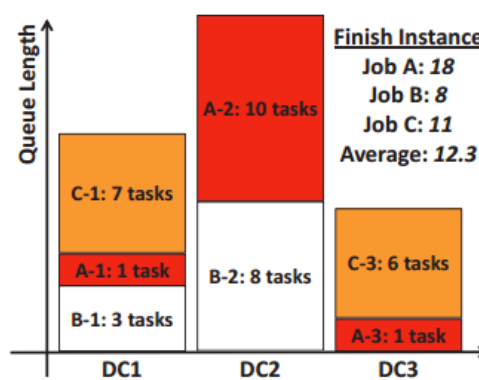 Queue Length
Finish Instance
Job A: 18
Job B: 8
Job C: 11
Average: 12.3
A-2: 10 tasks
C-1: 7 tasks
A-1: 1 task
B-1: 3 tasks
B-2: 8 tasks
C-3: 6 tasks
A-3: 1 task
DC1
DC2
DC3